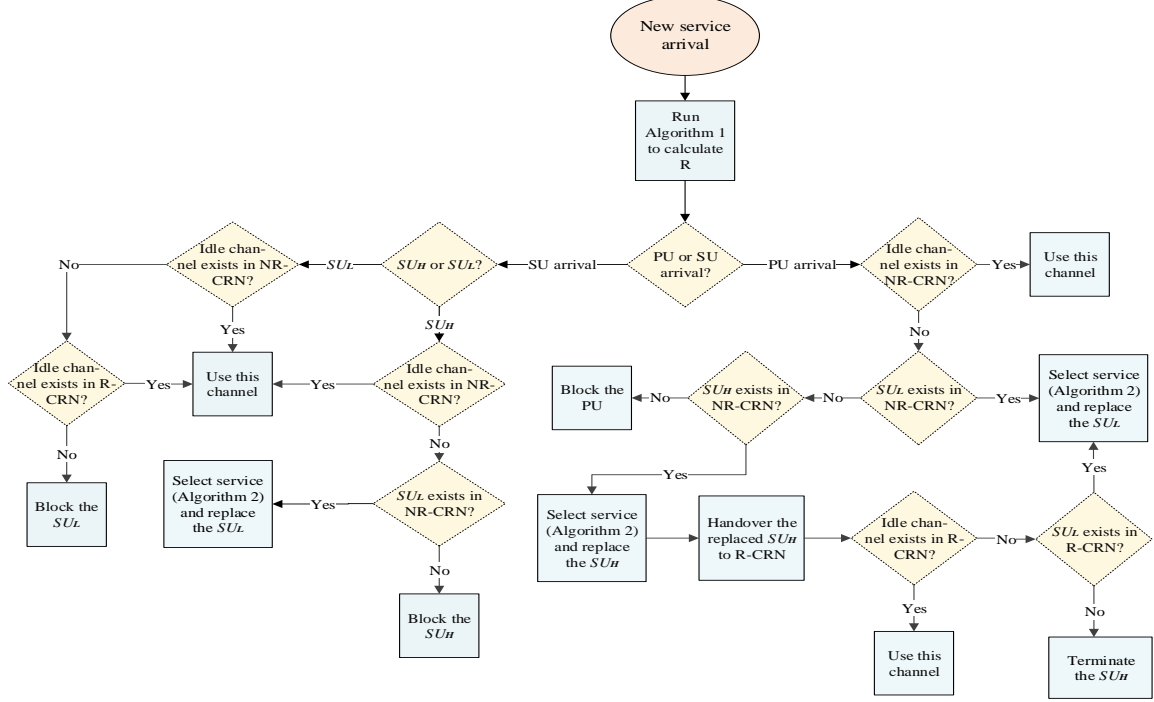 New service
arrival
Run
Algorithm 1
to calculate
R
PU or SU
arrival?
SU arrival
PU arrival
SUH or SUL?
SUL
Idle chan-
nel exists in NR-
CRN?
No
Yes
SUH
Idle chan-
nel exists in R-
CRN?
Yes
Use this
channel
Yes
Idle chan-
nel exists in NR-
CRN?
No
Block the
SUL
No
SUL exists in
NR-CRN?
Yes
Select service
(Algorithm 2)
and replace
the SUL
No
Block the
SUH
Idle chan-
nel exists in
NR-CRN?
Yes
Use this
channel
No
SUL exists in
NR-CRN?
Yes
Select service
(Algorithm 2)
and replace
the SUL
No
SUH exists in
NR-CRN?
No
Block the
PU
Yes
Select service
(Algorithm 2)
and replace
the SUH
Handover the
replaced SUH
to R-CRN
Idle chan-
nel exists in R-
CRN?
No
SUL exists in
R-CRN?
Yes
Yes
Use this
channel
No
Terminate
the SUH